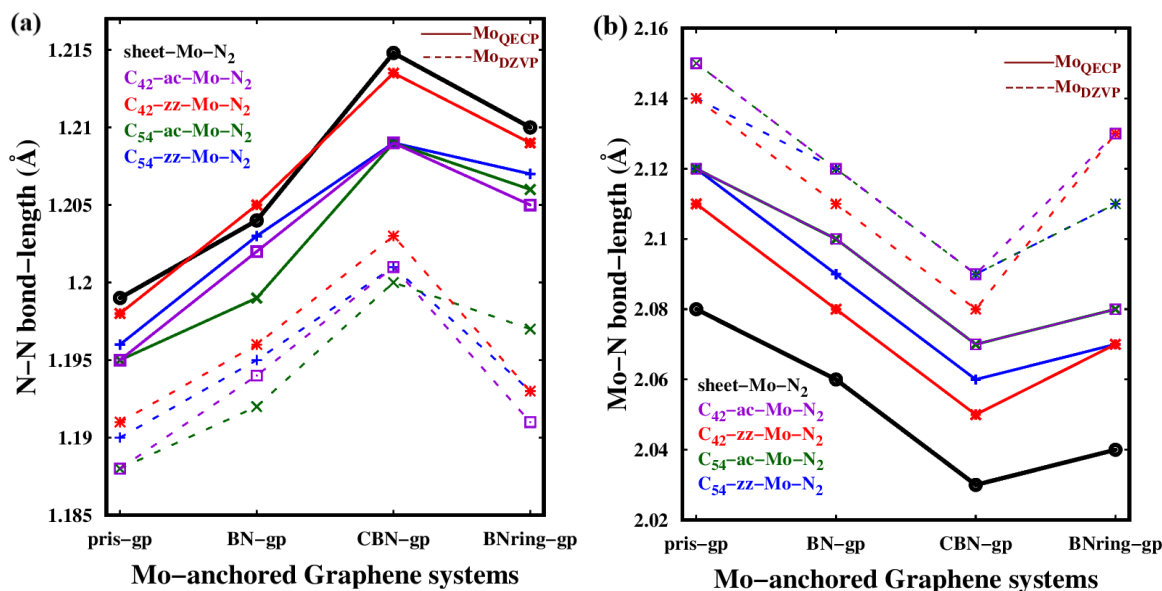 (a)
N−N bond−length (Å)
1.215
1.21
1.205
1.2
1.195
1.19
1.185
sheet−Mo−N2
C42−ac−Mo−N2
C42−zz−Mo−N2
C54−ac−Mo−N2
C54−zz−Mo−N2
MoQECP
MoDZVP
pris−gp BN−gp CBN−gp BNring−gp
Mo−anchored Graphene systems
(b)
Mo−N bond−length (Å)
2.16
2.14
2.12
2.1
2.08
2.06
2.04
2.02
MoQECP
MoDZVP
sheet−Mo−N2
C42−ac−Mo−N2
C42−zz−Mo−N2
C54−ac−Mo−N2
C54−zz−Mo−N2
pris−gp BN−gp CBN−gp BNring−gp
Mo−anchored Graphene systems